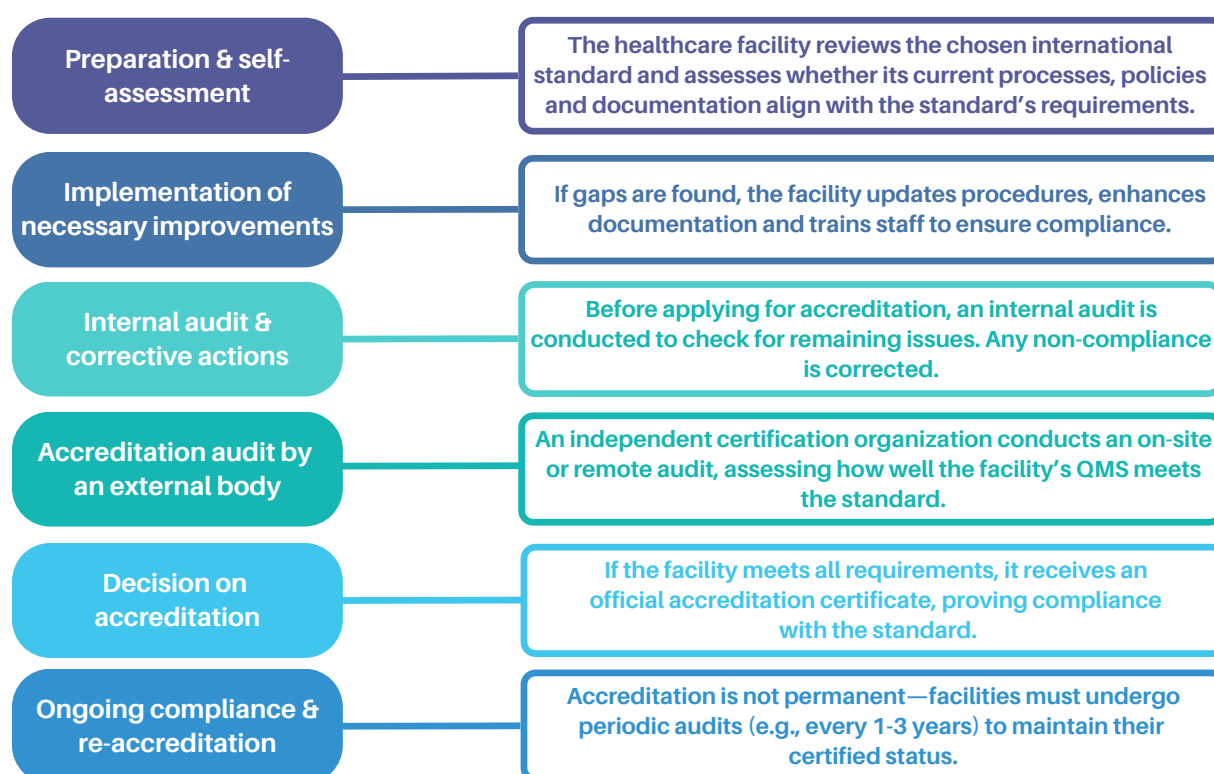 Preparation & self-
assessment
The healthcare facility reviews the chosen international
standard and assesses whether its current processes, policies
and documentation align with the standard's requirements.
Implementation of
necessary improvements
If gaps are found, the facility updates procedures, enhances
documentation and trains staff to ensure compliance.
Internal audit &
corrective actions
Before applying for accreditation, an internal audit is
conducted to check for remaining issues. Any non-compliance
is corrected.
Accreditation audit by
an external body
An independent certification organization conducts an on-site
or remote audit, assessing how well the facility's QMS meets
the standard.
Decision on
accreditation
If the facility meets all requirements, it receives an
official accreditation certificate, proving compliance
with the standard.
Ongoing compliance &
re-accreditation
Accreditation is not permanent—facilities must undergo
periodic audits (e.g., every 1-3 years) to maintain their
certified status.